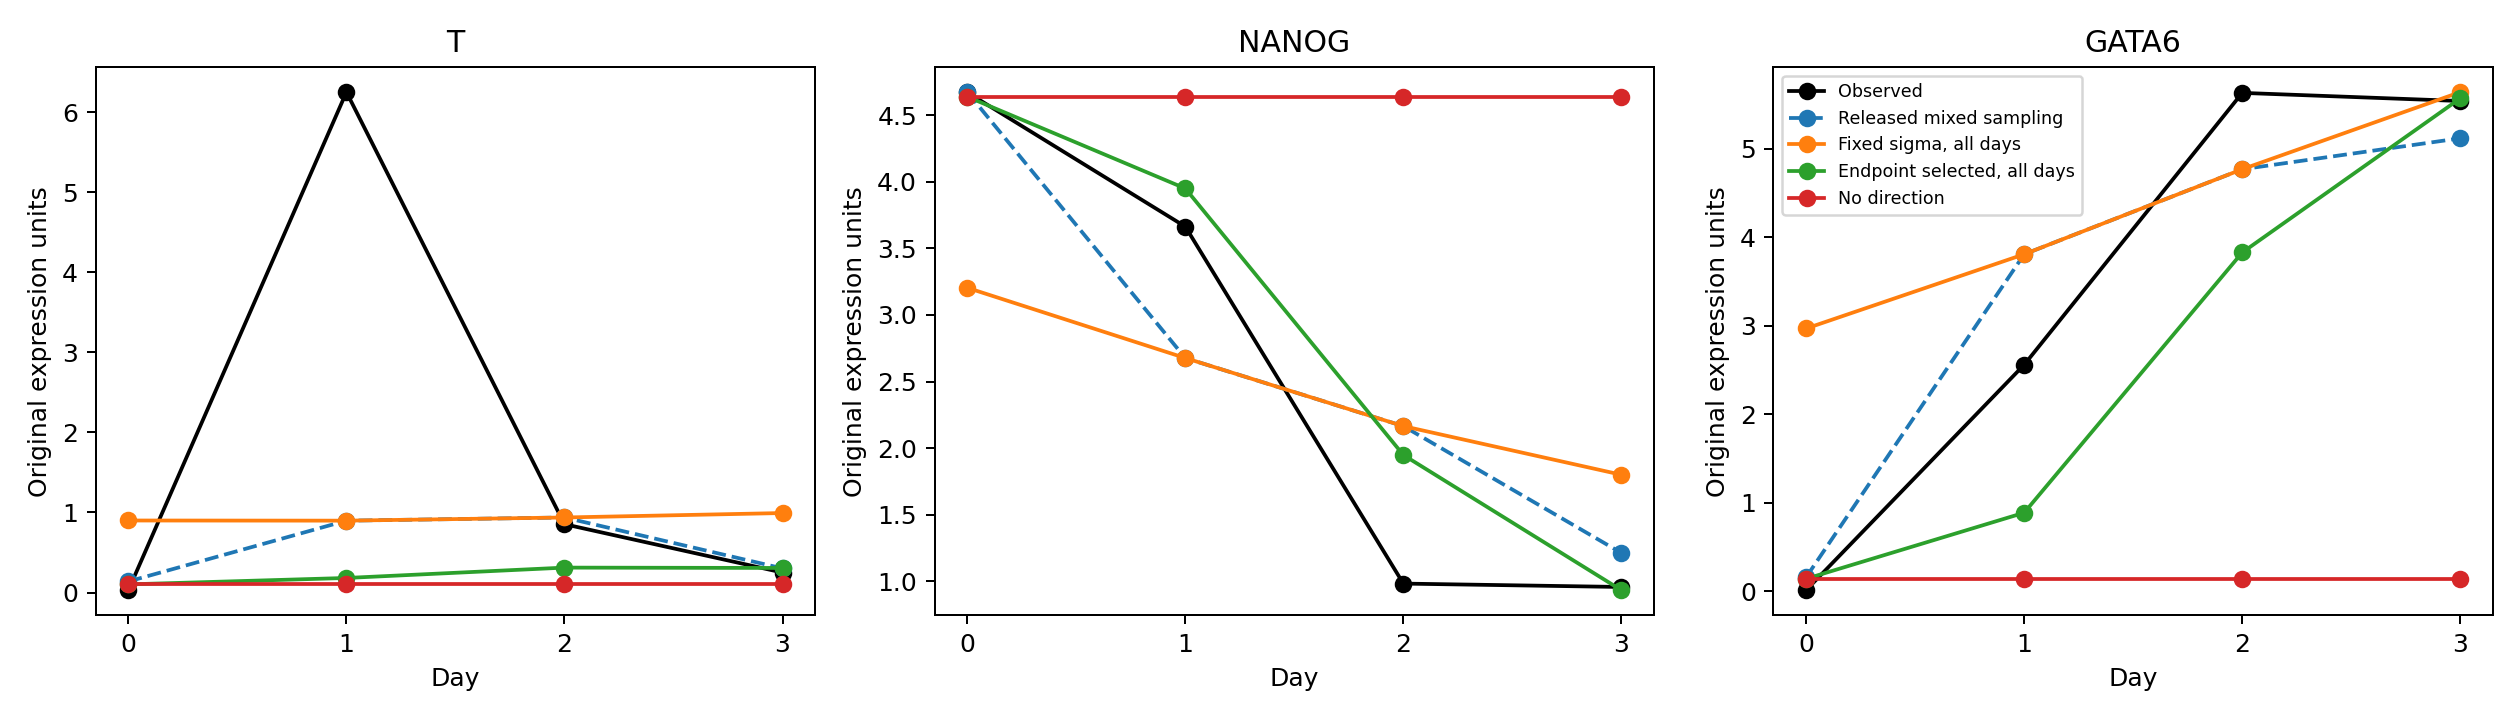 T
Original expression units
6
5
4
3
2
1
0
0 1 2 3
Day
NANOG
Original expression units
4.5
4.0
3.5
3.0
2.5
2.0
1.5
1.0
0 1 2 3
Day
GATA6
Original expression units
5
4
3
2
1
0
Observed
Released mixed sampling
Fixed sigma, all days
Endpoint selected, all days
No direction
0 1 2 3
Day